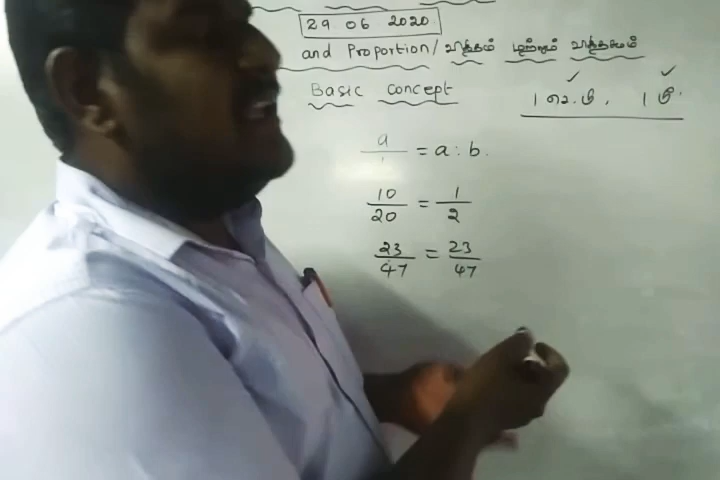 29 06 2020
and Proportion/ விகிதம் மற்றும்
Basic Concept
1 செ.மீ, 1 மீ.
a = a : b.
10/20 = 1/2
23/47 = 23/47